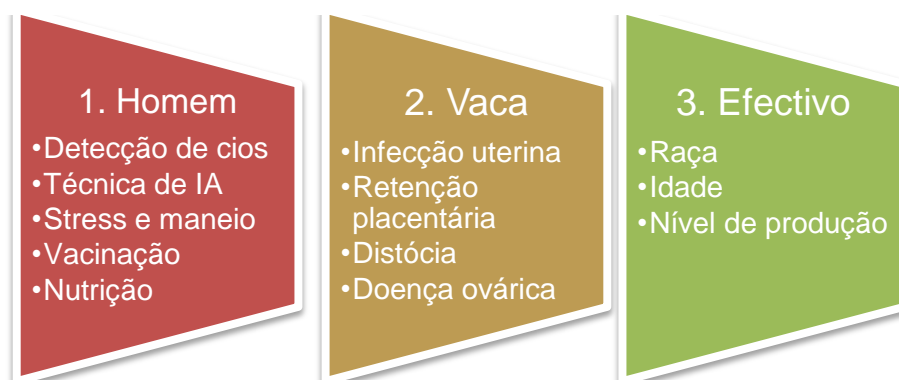 1. Homem
•Detecção de cios
•Técnica de IA
•Stress e maneio
•Vacinação
•Nutrição
2. Vaca
•Infecção uterina
•Retenção
placentária
•Distócia
•Doença ovárica
3. Efectivo
•Raça
•Idade
•Nível de produção